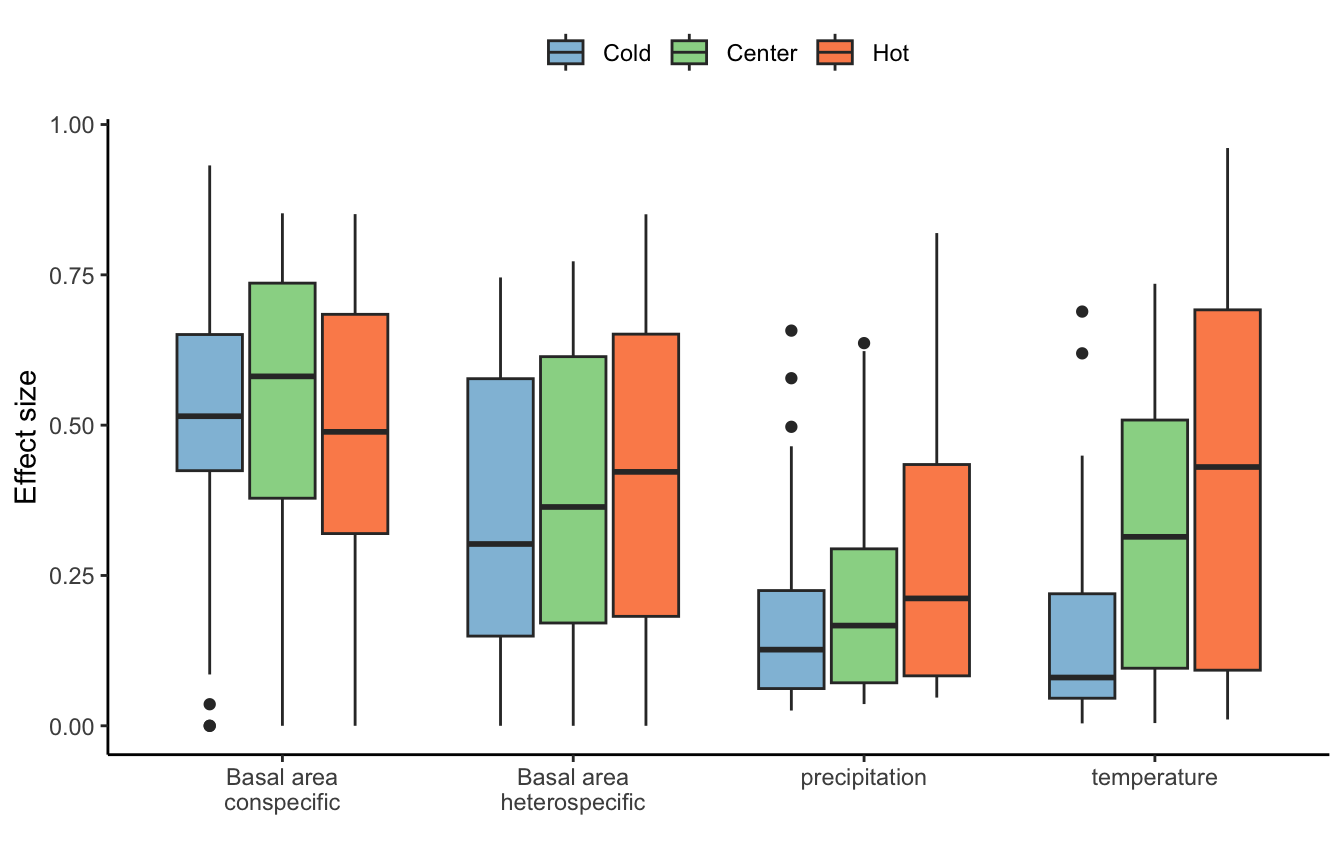 Cold Center Hot
1.00
0.75
0.50
0.25
0.00
Effect size
Basal area
conspecific
Basal area
heterospecific
precipitation
temperature